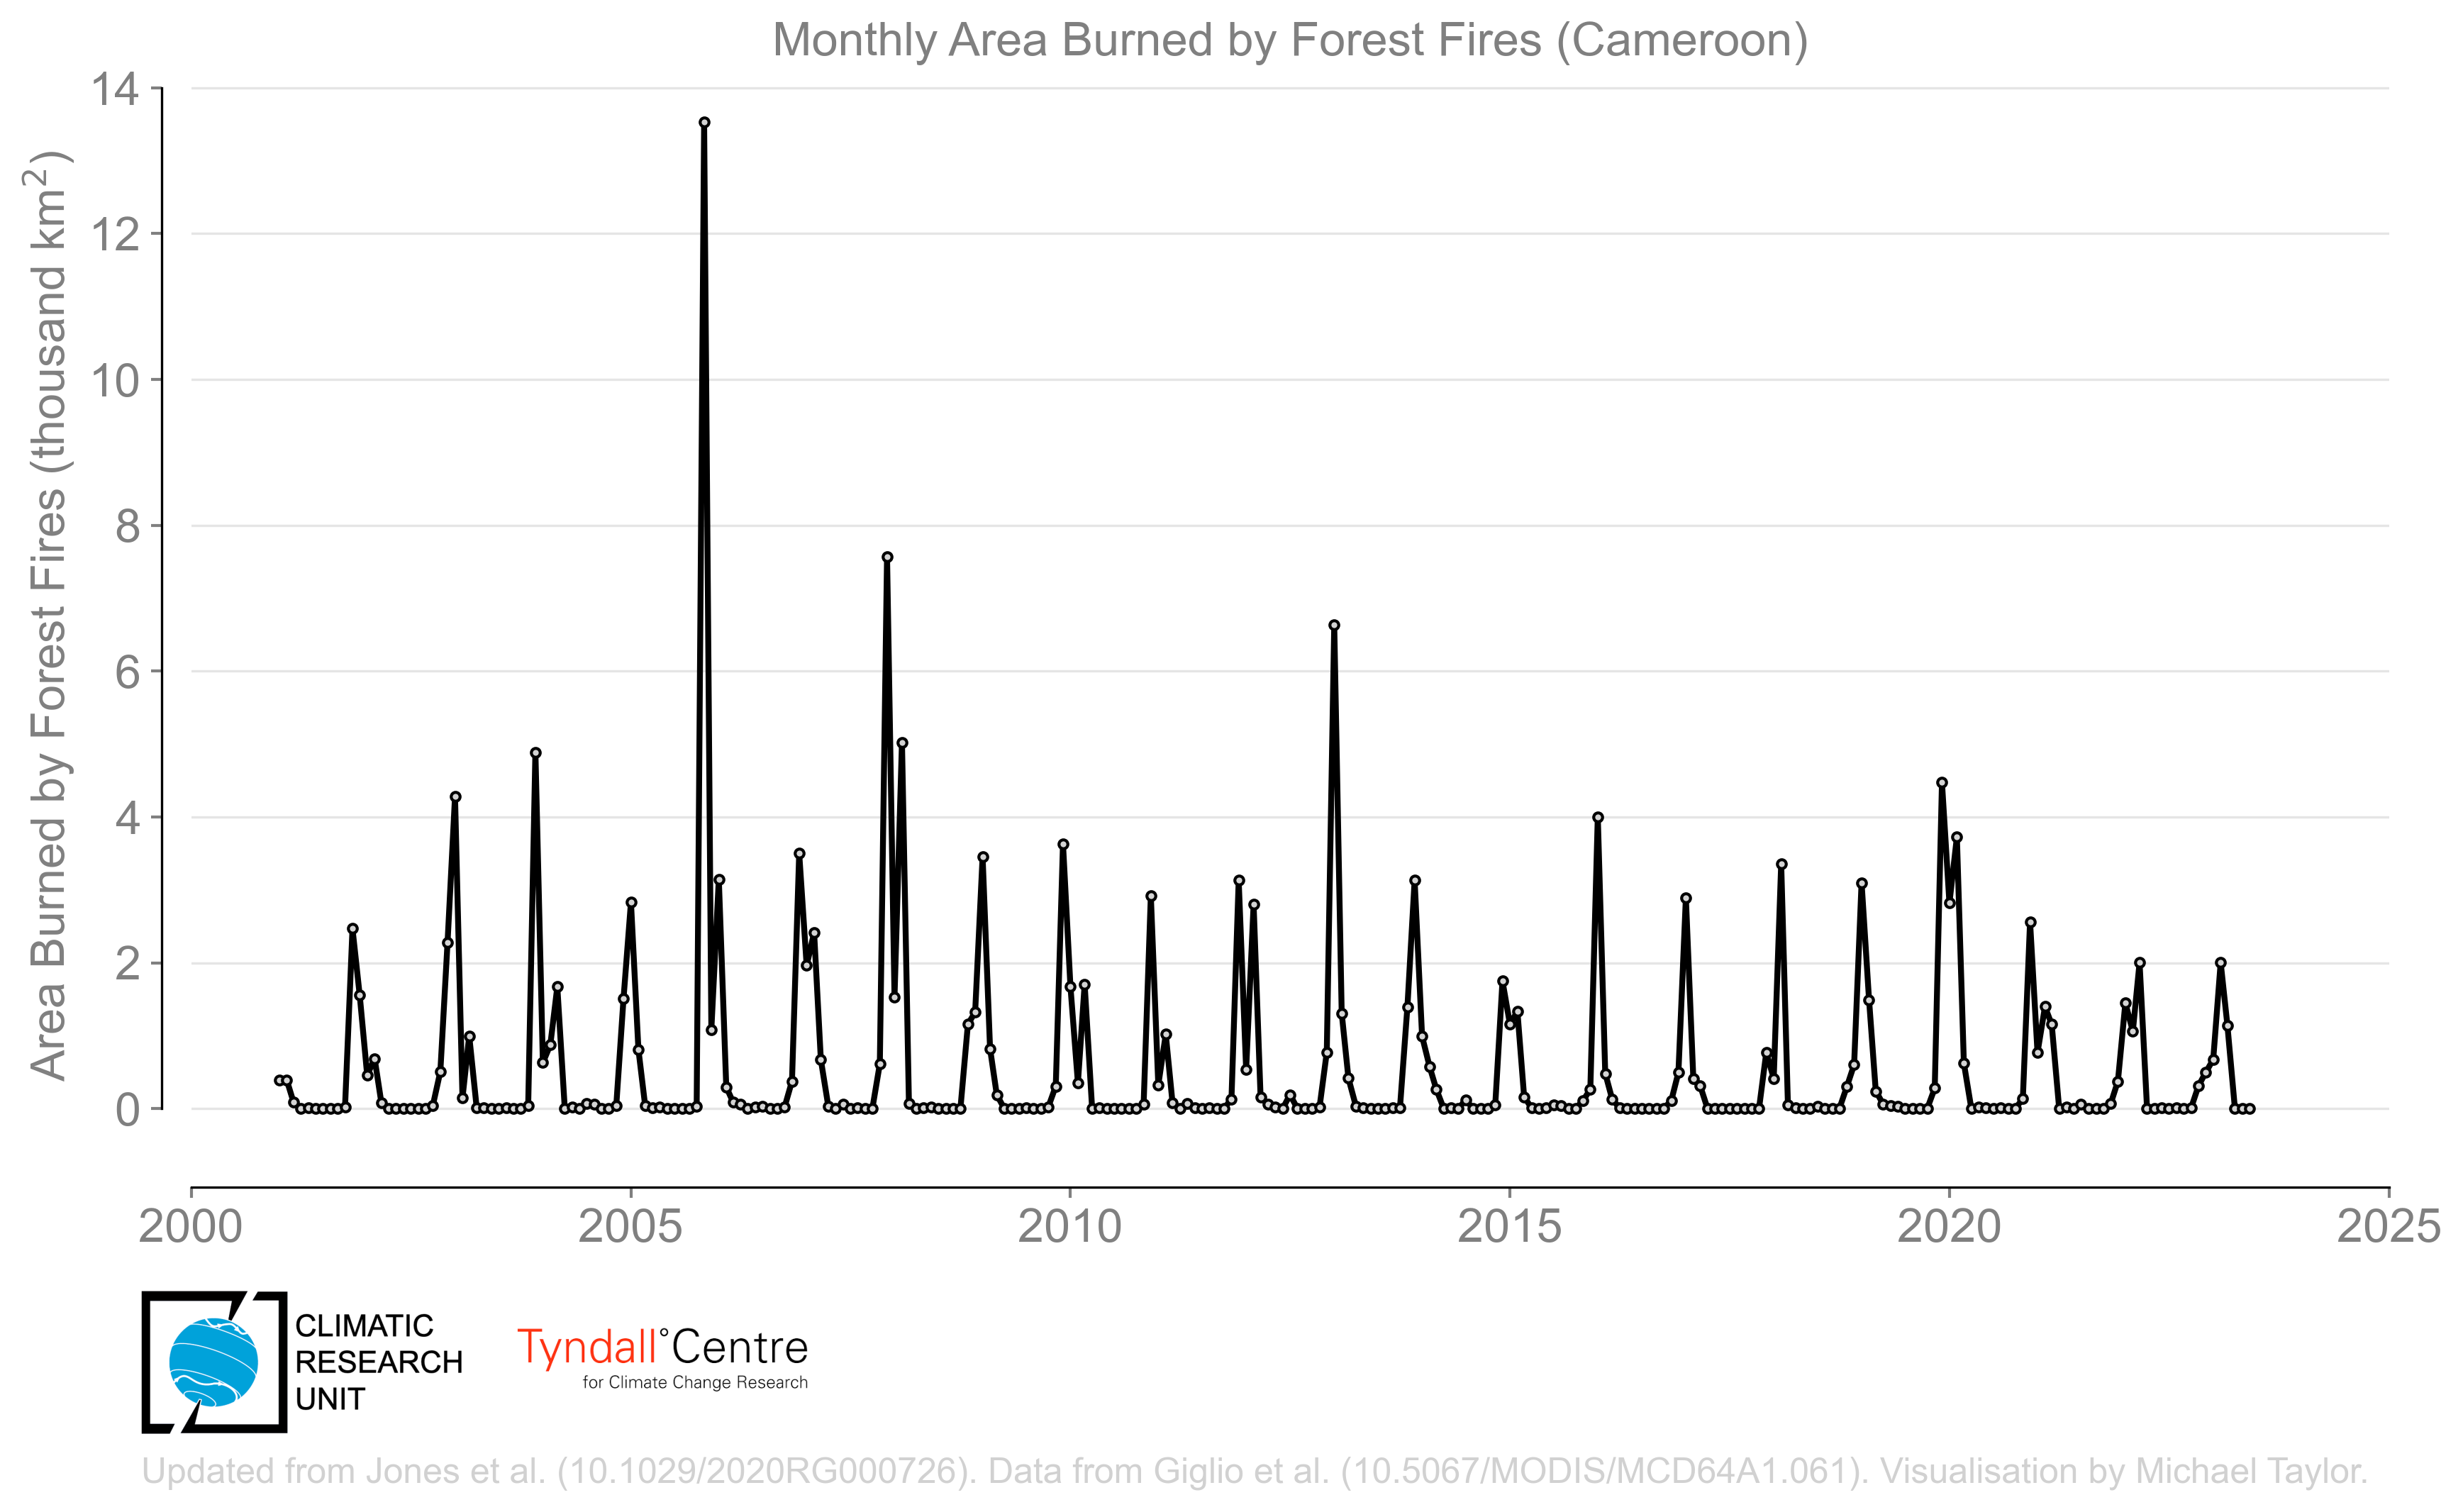 Monthly Area Burned by Forest Fires (Cameroon)
Area Burned by Forest Fires (thousand km²)
14
12
10
8
6
4
2
0
2000 2005 2010 2015 2020 2025
CLIMATIC
RESEARCH
UNIT
Tyndall°Centre
for Climate Change Research
Updated from Jones et al. (10.1029/2020RG000726). Data from Giglio et al. (10.5067/MODIS/MCD64A1.061). Visualisation by Michael Taylor.